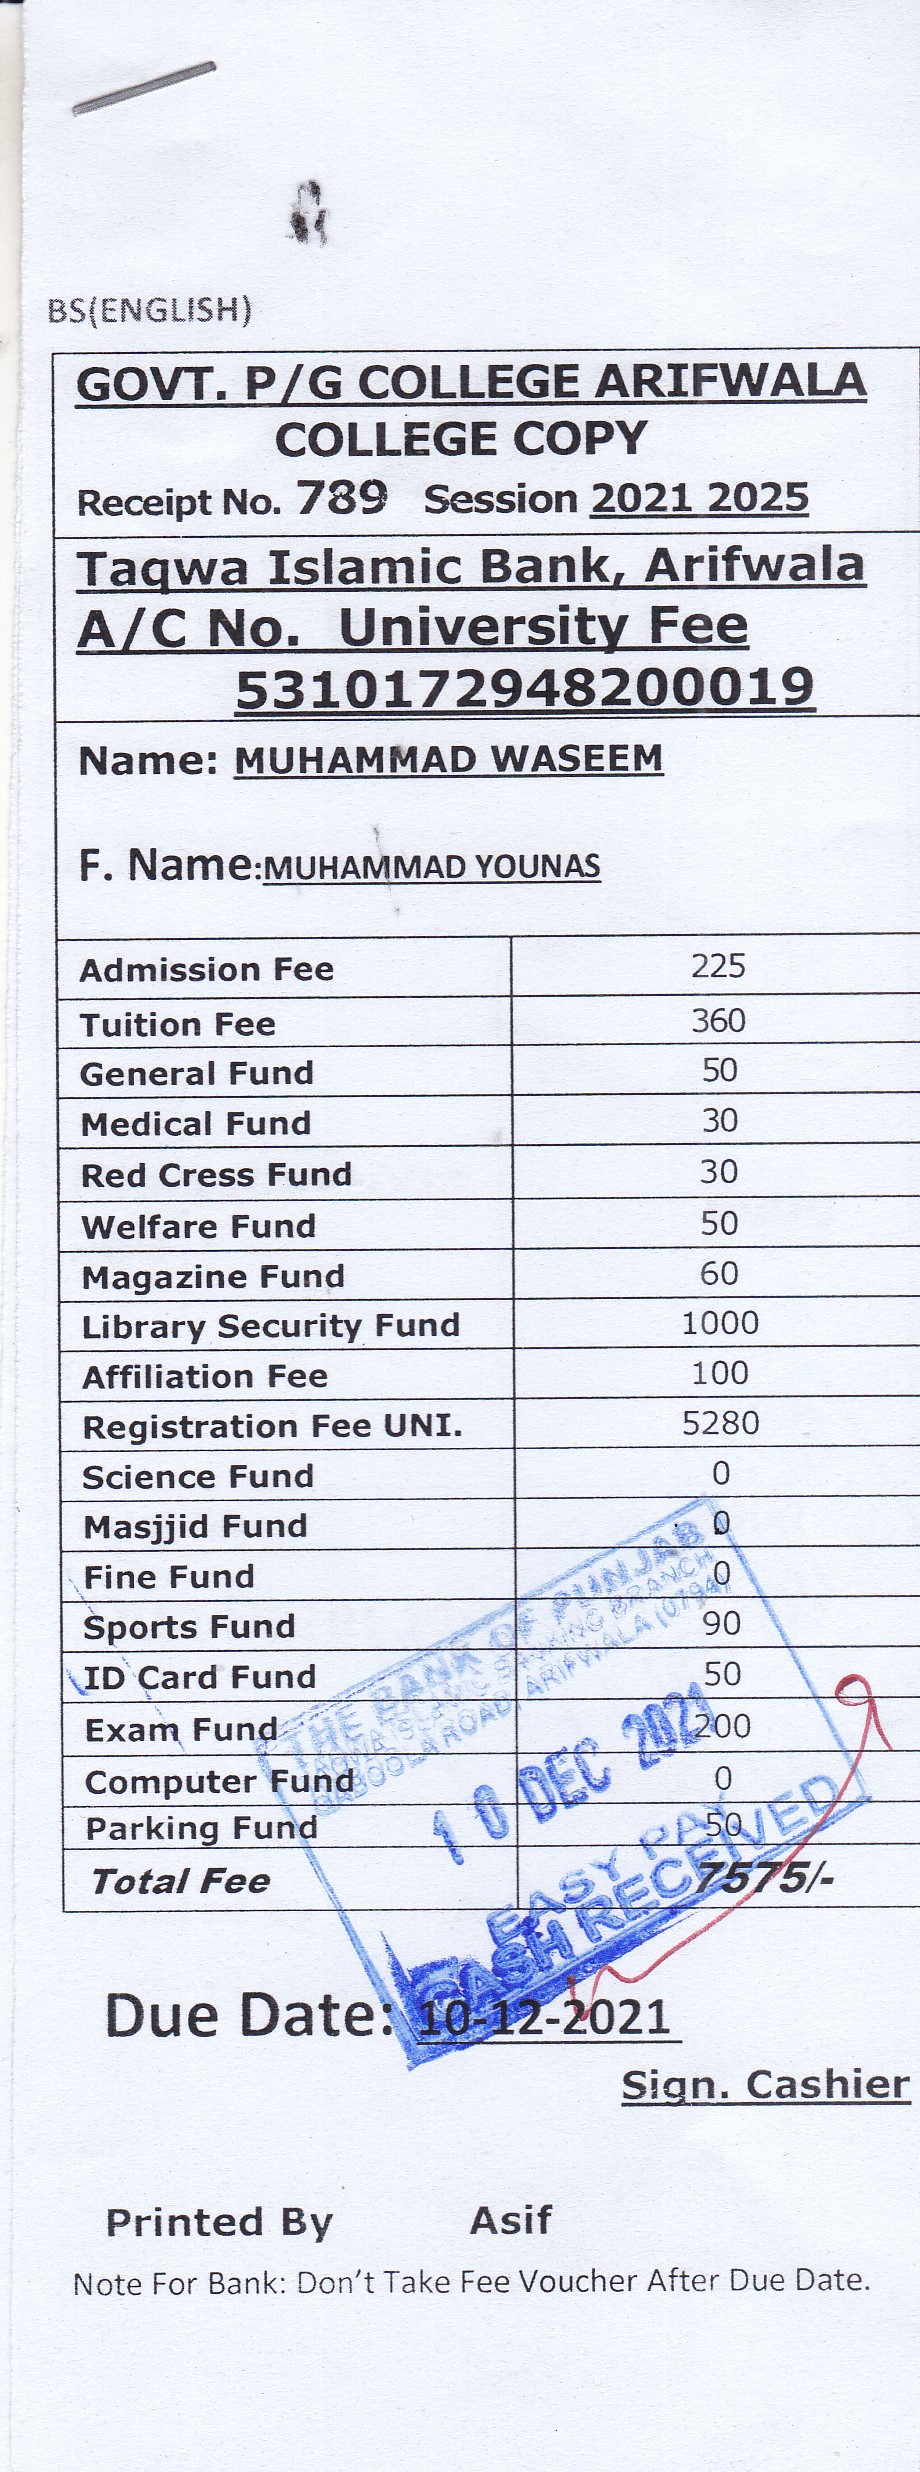 BS(ENGLISH)
GOVT. P/G COLLEGE ARIFWALA
COLLEGE COPY
Receipt No. 789 Session 2021 2025
Taqwa Islamic Bank, Arifwala
A/C No. University Fee
5310172948200019
Name: MUHAMMAD WASEEM
F. Name:MUHAMMAD YOUNAS
Admission Fee 225
Tuition Fee 360
General Fund 50
Medical Fund 30
Red Cress Fund 30
Welfare Fund 50
Magazine Fund 60
Library Security Fund 1000
Affiliation Fee 100
Registration Fee UNI. 5280
Science Fund 0
Masjjid Fund 0
Fine Fund 0
Sports Fund 90
ID Card Fund 50
Exam Fund 200
Computer Fund 0
Parking Fund 50
Total Fee 7575/-
THE BANK OF PUNJAB
TAQWA ISLAMIC BANKING BRANCH
QABOOLA ROAD ARIFWALA (0794)
10 DEC 2021
EASY PAY
CASH RECEIVED
Due Date: 10-12-2021
Sign. Cashier
Printed By Asif
Note For Bank: Don't Take Fee Voucher After Due Date.